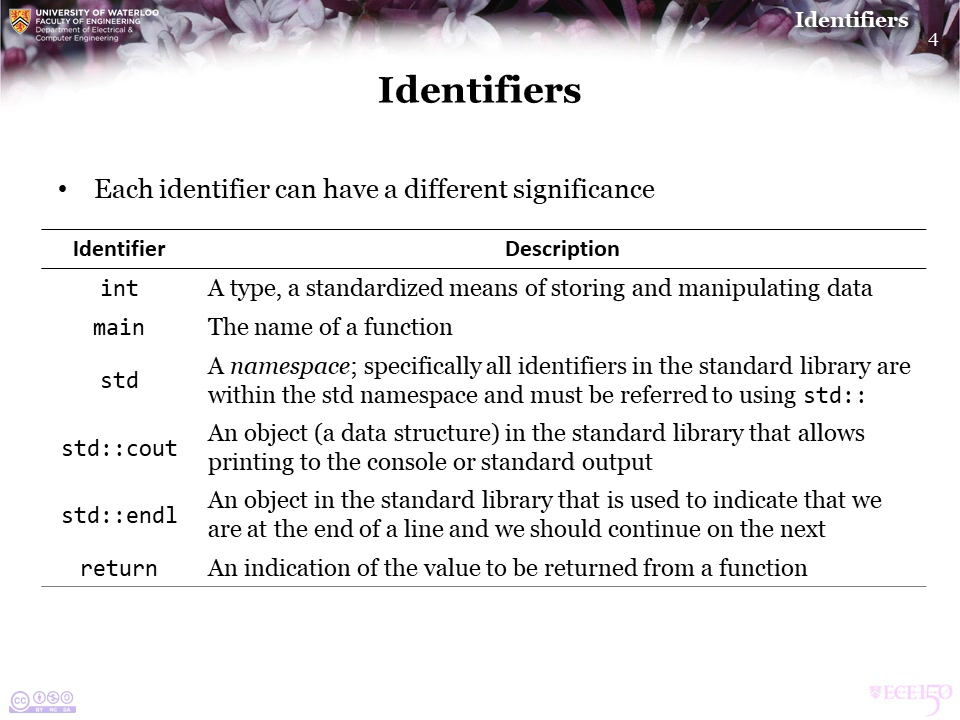 UNIVERSITY OF WATERLOO
FACULTY OF ENGINEERING
Department of Electrical &
Computer Engineering
Identifiers
4
Identifiers
• Each identifier can have a different significance
Identifier Description
int A type, a standardized means of storing and manipulating data
main The name of a function
std A namespace; specifically all identifiers in the standard library are
within the std namespace and must be referred to using std::
std::cout An object (a data structure) in the standard library that allows
printing to the console or standard output
std::endl An object in the standard library that is used to indicate that we
are at the end of a line and we should continue on the next
return An indication of the value to be returned from a function
cc BY NC SA
ECE150